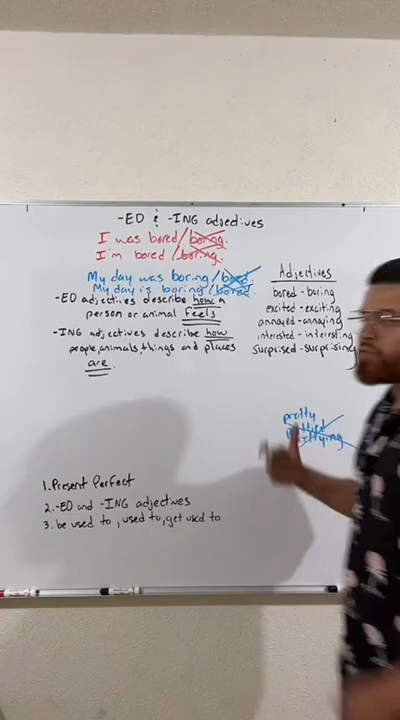 -ED & -ING adjectives
I was bored/boring.
I'm bored/boring.
My day was boring/bored.
My day is boring/bored.
-ED adjectives describe how a
person or animal feels
-ING adjectives describe how
people, animals, things and places
are.
Adjectives
bored - boring
excited - exciting
annoyed - annoying
interested - interesting
surprised - surprising
pretty
prettied
prettying
1. Present Perfect
2. -ED and -ING adjectives
3. be used to, used to, get used to